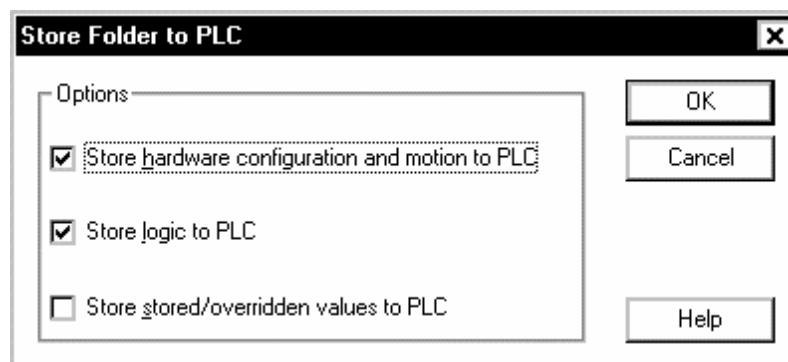 Store Folder to PLC
Options
OK
Store hardware configuration and motion to PLC
Cancel
Store logic to PLC
Store stored/overridden values to PLC
Help